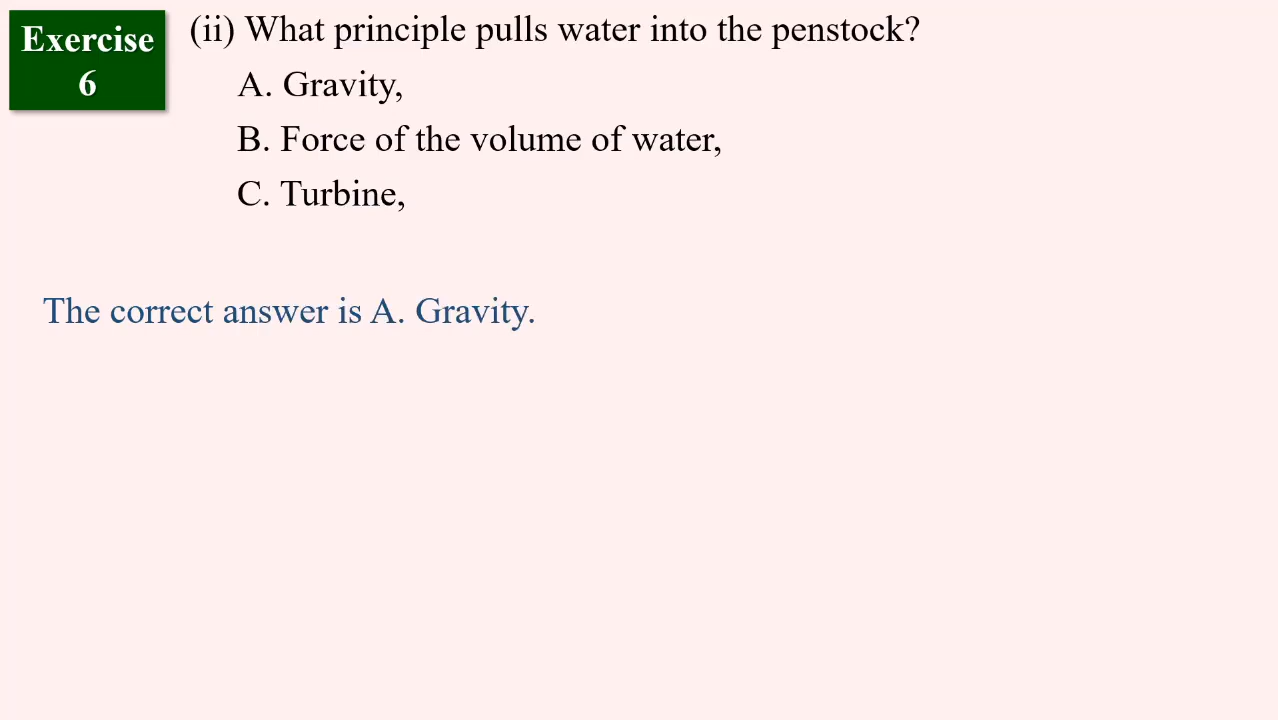 Exercise
6
(ii) What principle pulls water into the penstock?
A. Gravity,
B. Force of the volume of water,
C. Turbine,
The correct answer is A. Gravity.